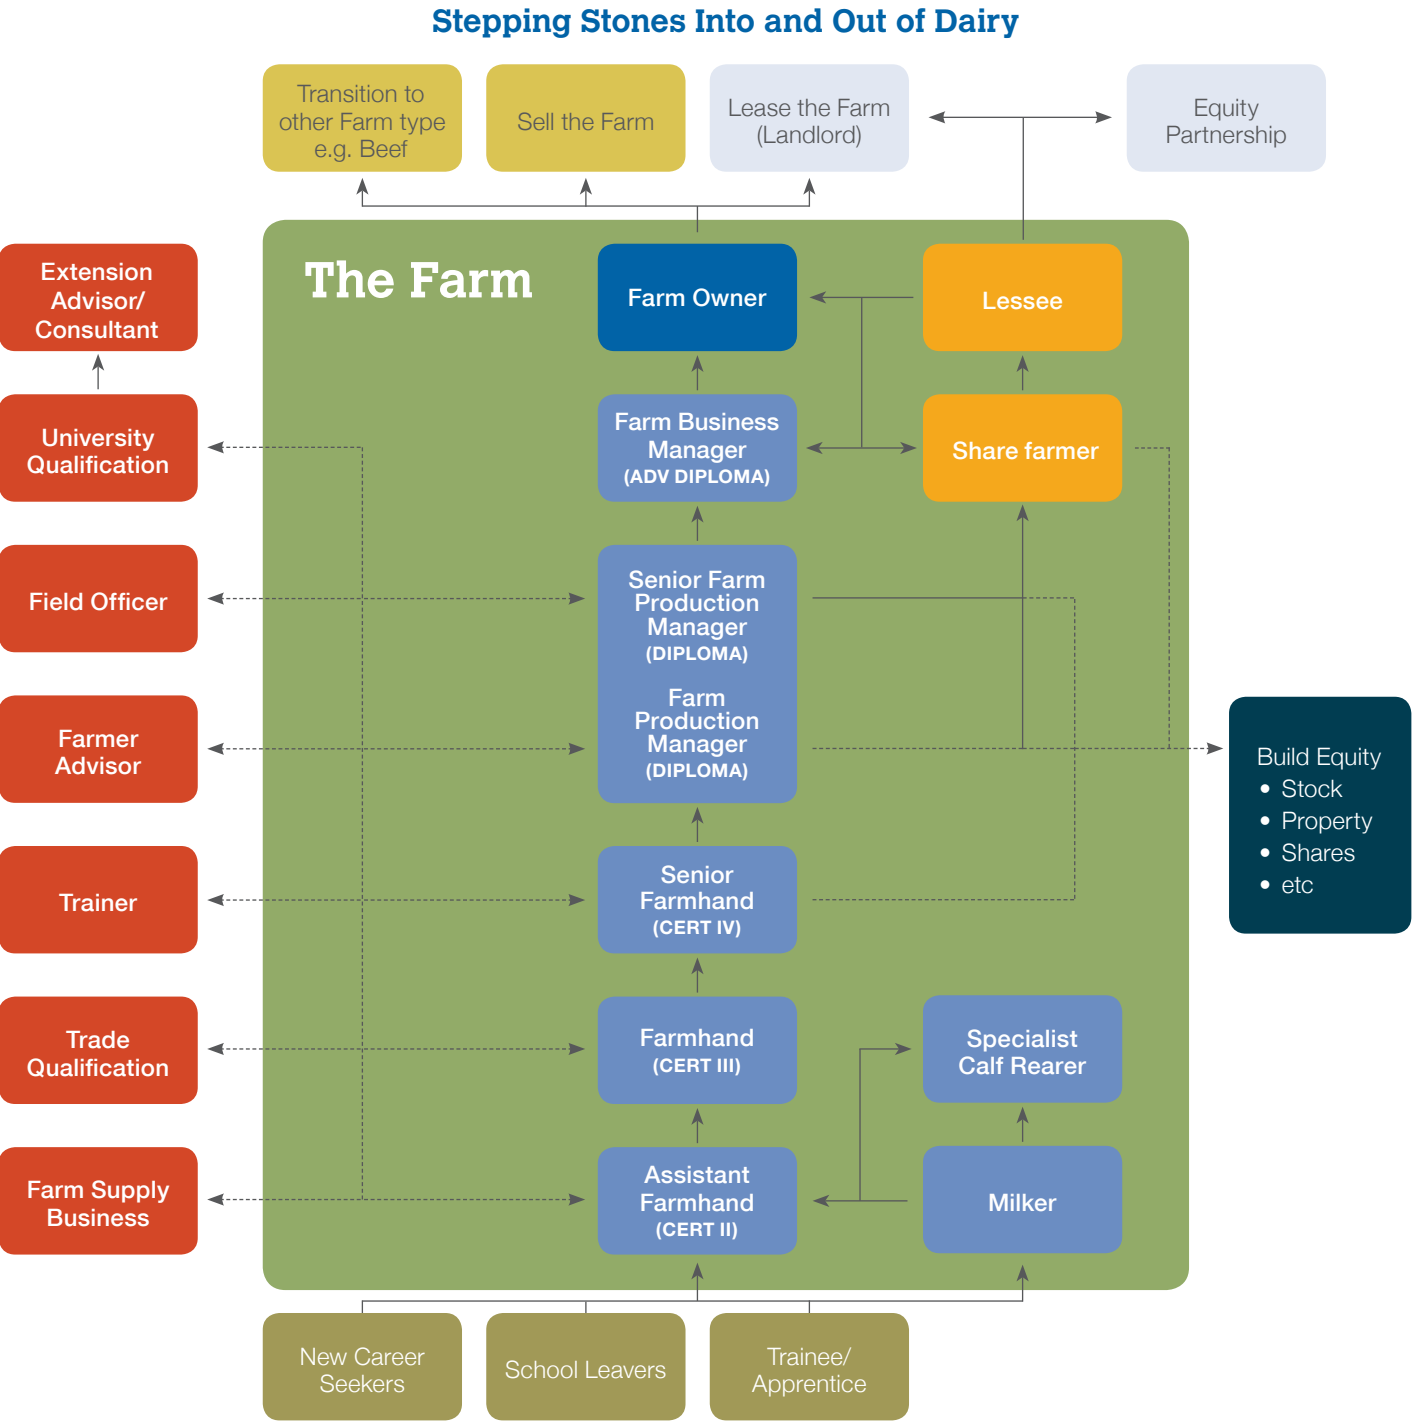 Stepping Stones Into and Out of Dairy
Transition to
other Farm type
e.g. Beef
Sell the Farm
Lease the Farm
(Landlord)
Equity
Partnership
The Farm
Extension
Advisor/
Consultant
Farm Owner
Lessee
University
Qualification
Farm Business
Manager
(ADV DIPLOMA)
Share farmer
Field Officer
Senior Farm
Production
Manager
(DIPLOMA)
Farmer
Advisor
Farm
Production
Manager
(DIPLOMA)
Build Equity
• Stock
• Property
• Shares
• etc
Trainer
Senior
Farmhand
(CERT IV)
Trade
Qualification
Farmhand
(CERT III)
Specialist
Calf Rearer
Farm Supply
Business
Assistant
Farmhand
(CERT II)
Milker
New Career
Seekers
School Leavers
Trainee/
Apprentice